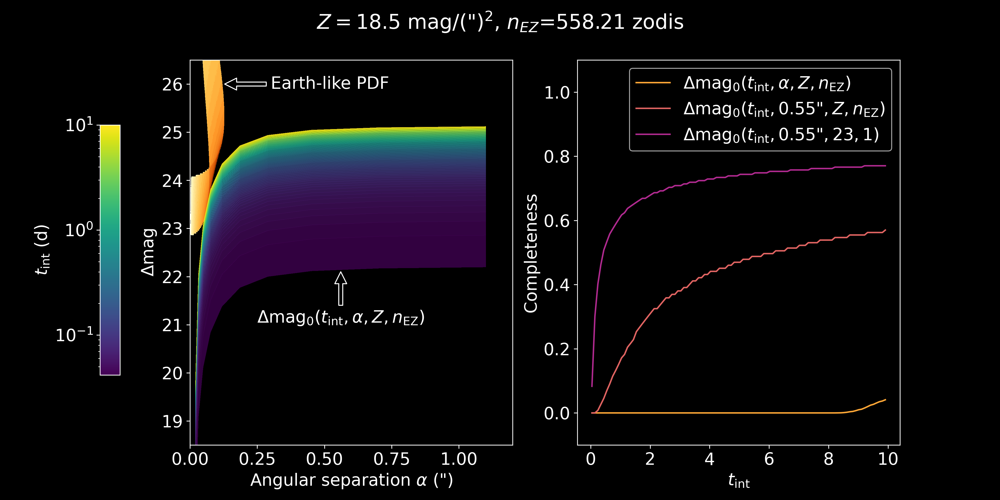 Z = 18.5 mag/(")², n_EZ=558.21 zodis
t_int (d)
10¹
10⁰
10⁻¹
Δmag
26
25
24
23
22
21
20
19
Earth-like PDF
Δmag₀(t_int, α, Z, n_EZ)
0.00 0.25 0.50 0.75 1.00
Angular separation α (")
Completeness
1.0
0.8
0.6
0.4
0.2
0.0
Δmag₀(t_int, α, Z, n_EZ)
Δmag₀(t_int, 0.55", Z, n_EZ)
Δmag₀(t_int, 0.55", 23, 1)
0 2 4 6 8 10
t_int